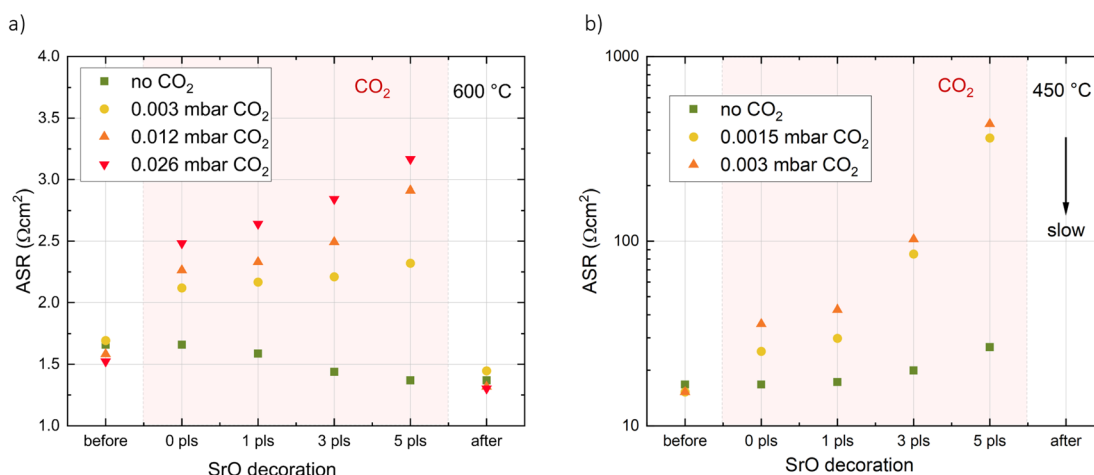 a)
4.0
3.5
3.0
2.5
2.0
1.5
1.0
ASR (Ωcm²)
no CO₂
0.003 mbar CO₂
0.012 mbar CO₂
0.026 mbar CO₂
CO₂
600 °C
before
0 pls
1 pls
3 pls
5 pls
after
SrO decoration
b)
1000
100
10
ASR (Ωcm²)
no CO₂
0.0015 mbar CO₂
0.003 mbar CO₂
CO₂
450 °C
slow
before
0 pls
1 pls
3 pls
5 pls
after
SrO decoration